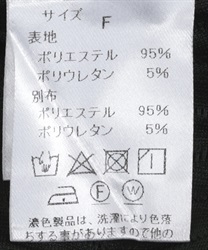 サイズ F
表地
ポリエステル 95%
ポリウレタン 5%
別布
ポリエステル 95%
ポリウレタン 5%
F W
濃色製品は、洗濯により色落
ちする事が有りますので他の